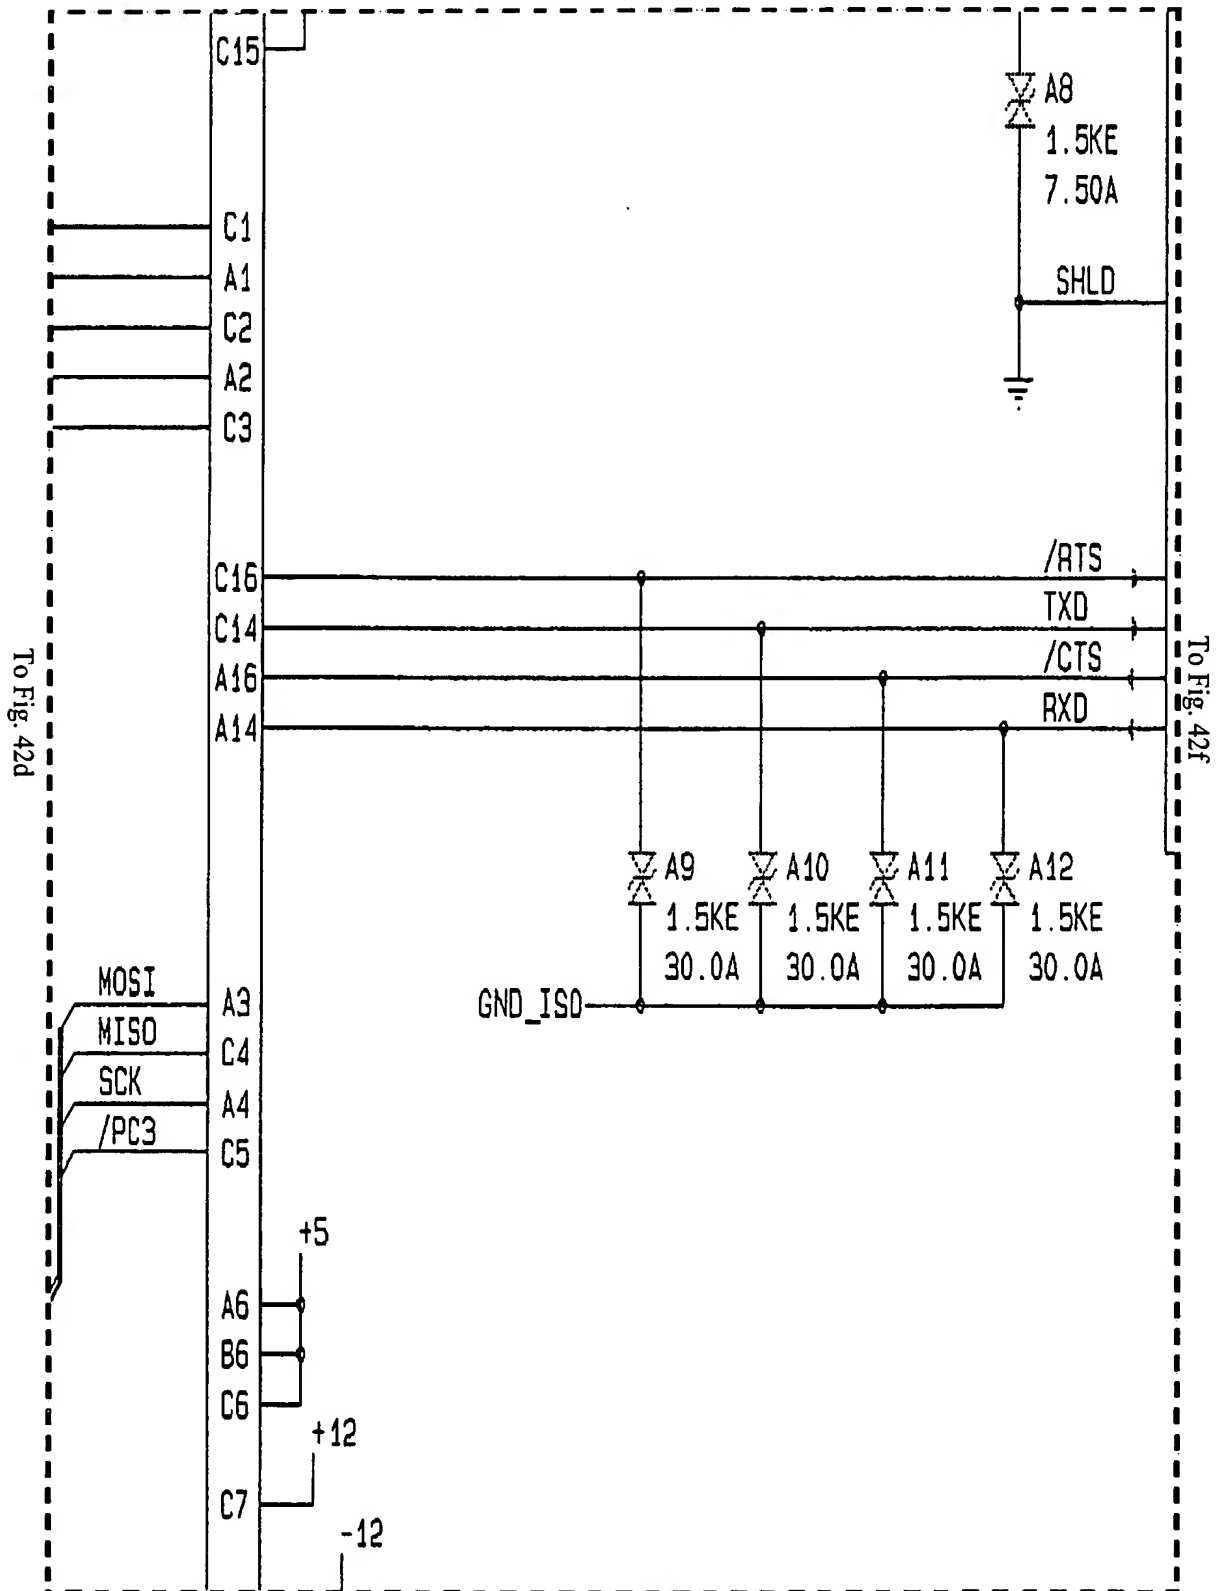 C15
A8
1.5KE
7.50A
C1
A1
C2
A2
C3
SHLD
C16
/RTS
C14
TXD
A16
/CTS
A14
RXD
To Fig. 42d
To Fig. 42f
A9
1.5KE
30.0A
A10
1.5KE
30.0A
A11
1.5KE
30.0A
A12
1.5KE
30.0A
GND_ISO
MOSI
A3
MISO
C4
SCK
A4
/PC3
C5
+5
A6
B6
C6
+12
C7
-12